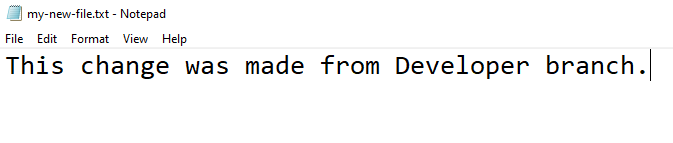 my-new-file.txt - Notepad
File Edit Format View Help
This change was made from Developer branch.